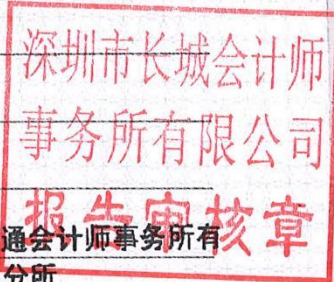 深圳市长城会计师
事务所有限公司
报告审核章
通会计师事务所有
分所